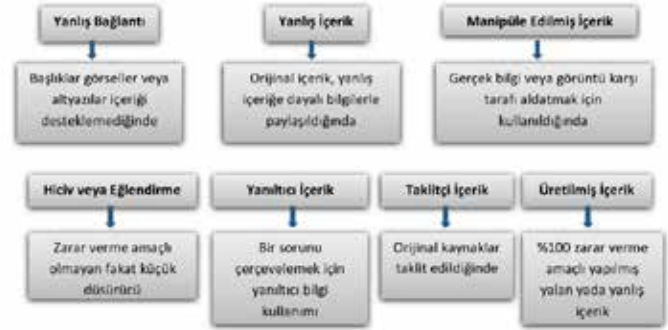 Yanlış Bağlantı
Başlıklar görseller veya
altyazılar içeriği
desteklemediğinde
Yanlış İçerik
Orijinal içerik, yanlış
içeriğe dayalı bilgilerle
paylaşıldığında
Manipüle Edilmiş İçerik
Gerçek bilgi veya görüntü karşı
tarafı aldatmak için
kullanıldığında
Hiciv veya Eğlendirme
Zarar verme amaçlı
olmayan fakat küçük
düşürücü
Yanıltıcı İçerik
Bir sorunu
çerçevelemek için
yanıltıcı bilgi
kullanımı
Taklitçi İçerik
Orijinal kaynaklar
taklit edildiğinde
Üretilmiş İçerik
%100 zarar verme
amaçlı yapılmış
yalan yada yanlış
içerik